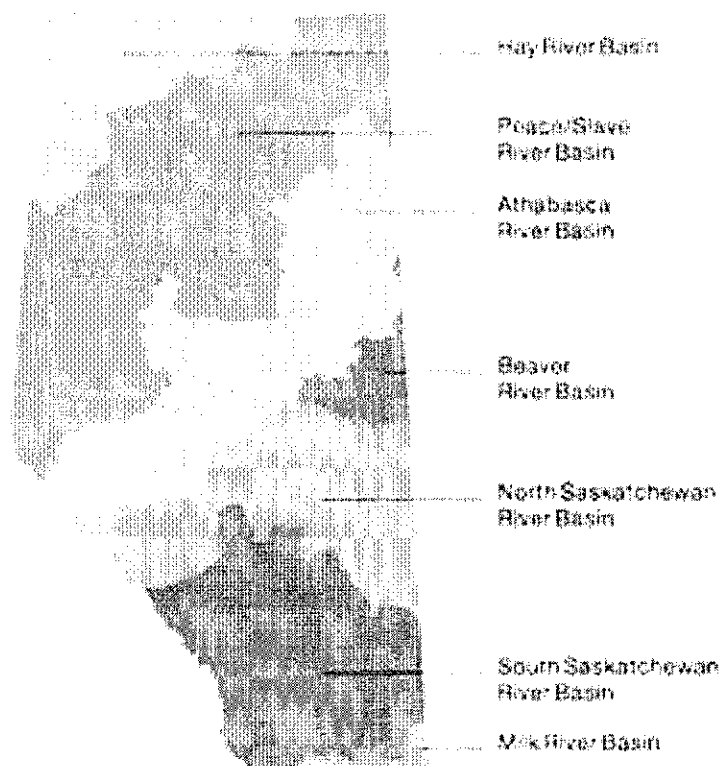 Hay River Basin
Peace/Slave
River Basin
Athabasca
River Basin
Beaver
River Basin
North Saskatchewan
River Basin
South Saskatchewan
River Basin
Milk River Basin